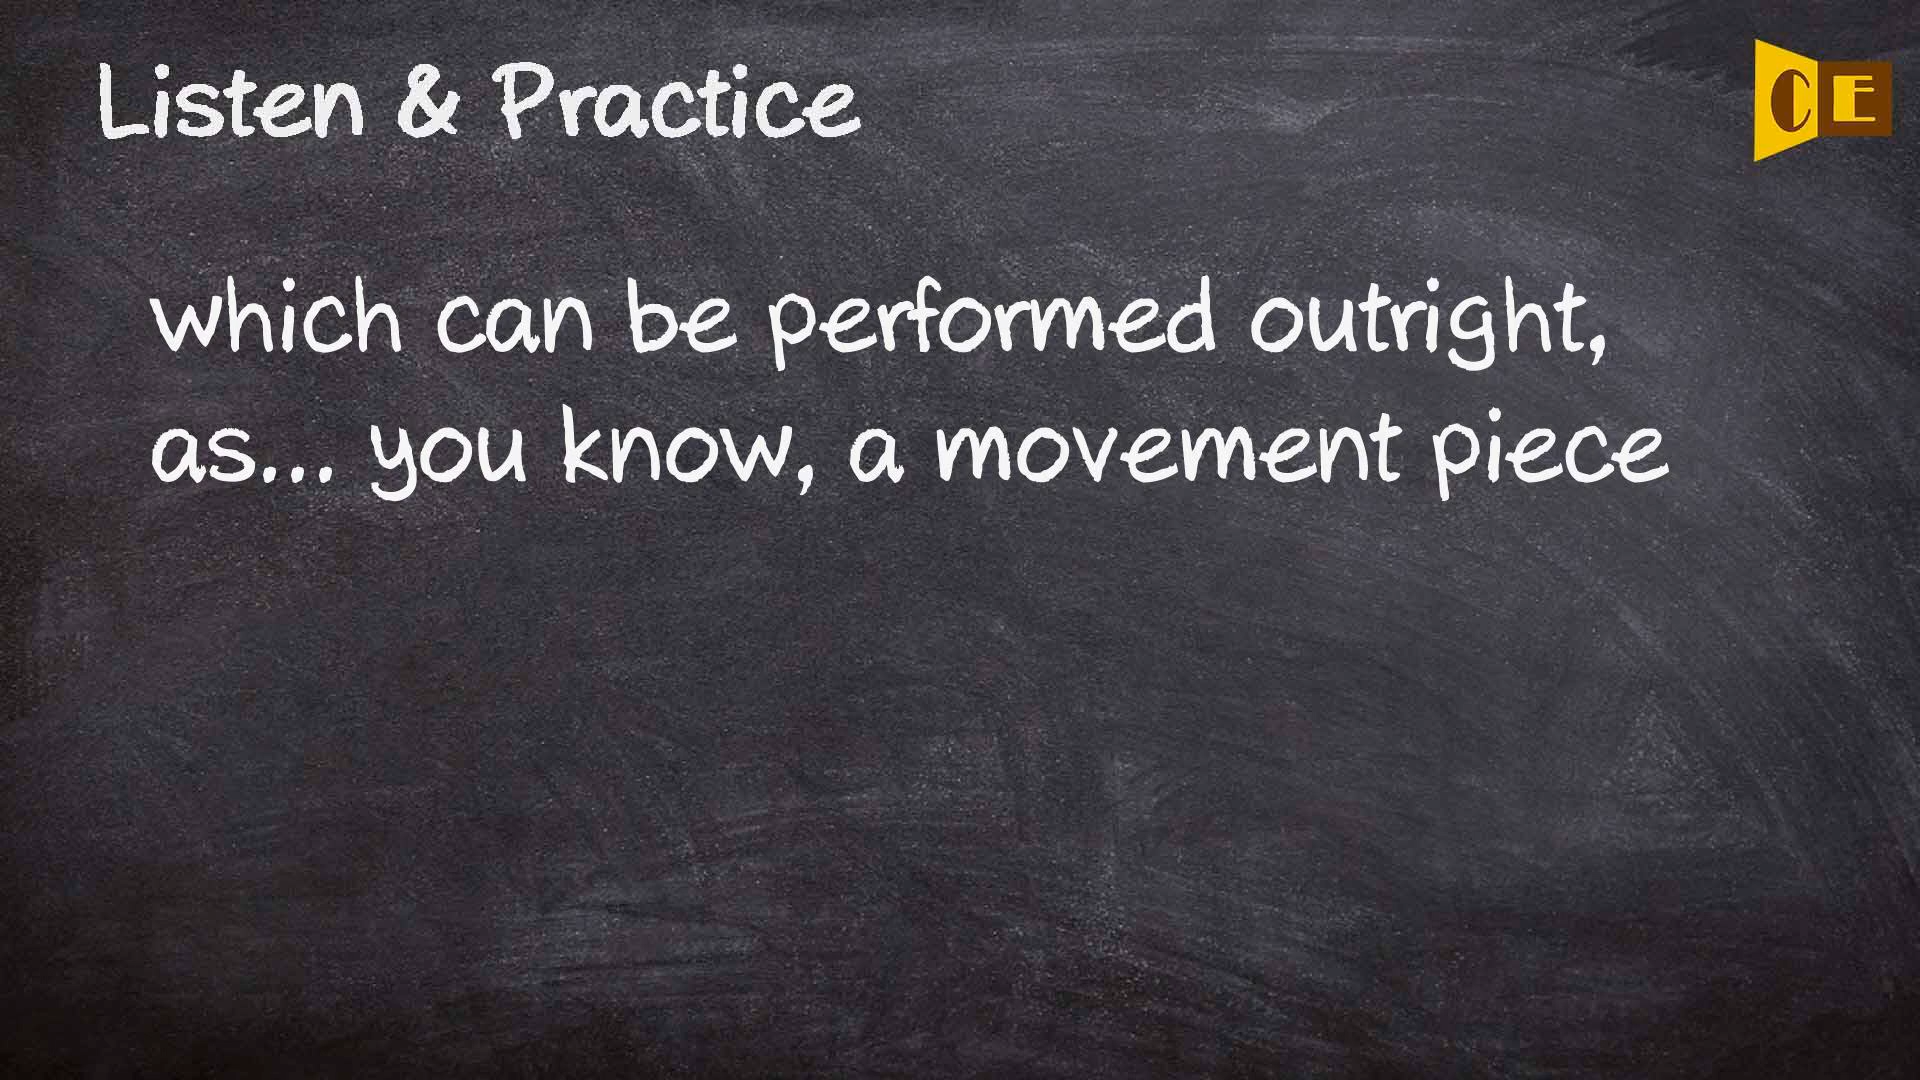 Listen & Practice
CE
which can be performed outright,
as... you know, a movement piece